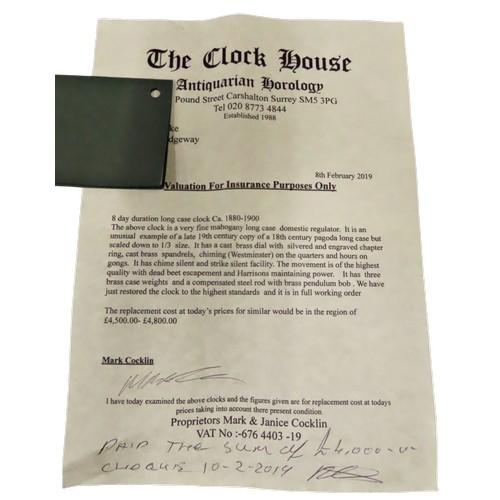 The Clock House
Antiquarian Horology
Pound Street Carshalton Surrey SM5 3PG
Tel 020 8773 4844
Established 1988
8th February 2019
Valuation For Insurance Purposes Only
8 day duration long case clock Ca. 1880-1900
The above clock is a very fine mahogany long case domestic regulator. It is an
unusual example of a late 19th century copy of a 18th century pagoda long case but
scaled down to 1/3 size. It has a cast brass dial with silvered and engraved chapter
ring, cast brass spandrels, chiming (Westminster) on the quarters and hours on
gongs. It has chime silent and strike silent facility. The movement is of the highest
quality with dead beet escapement and Harrisons maintaining power. It has three
brass case weights and a compensated steel rod with brass pendulum bob. We have
just restored the clock to the highest standards and it is in full working order
The replacement cost at today's prices for similar would be in the region of
£4,500.00- £4,800.00
Mark Cocklin
I have today examined the above clocks and the figures given are for replacement cost at todays
prices taking into account there present condition
Proprietors Mark & Janice Cocklin
VAT No :-676 4403 -19
PAID THE SUM of £4,000-0-
CHEQUE 10-2-2019